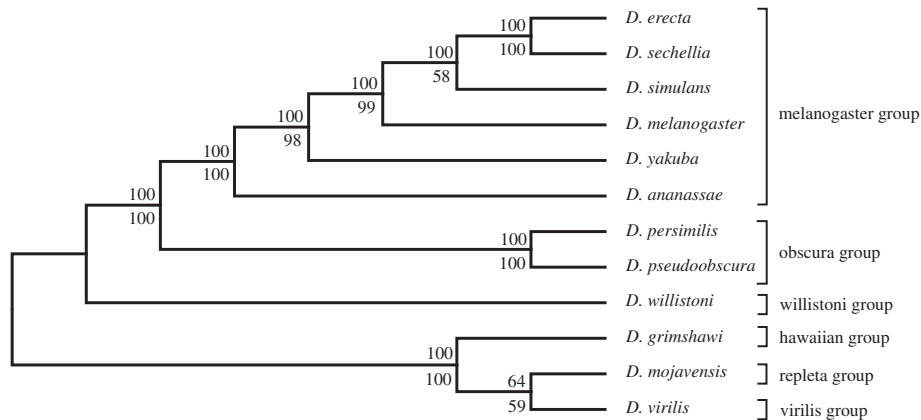 100
100
D. erecta
D. sechellia
100
58
D. simulans
100
99
D. melanogaster
100
98
D. yakuba
100
100
D. ananassae
melanogaster group
100
100
100
100
D. persimilis
D. pseudoobscura
obscura group
D. willistoni
willistoni group
100
100
D. grimshawi
hawaiian group
64
59
D. mojavensis
repleta group
D. virilis
virilis group